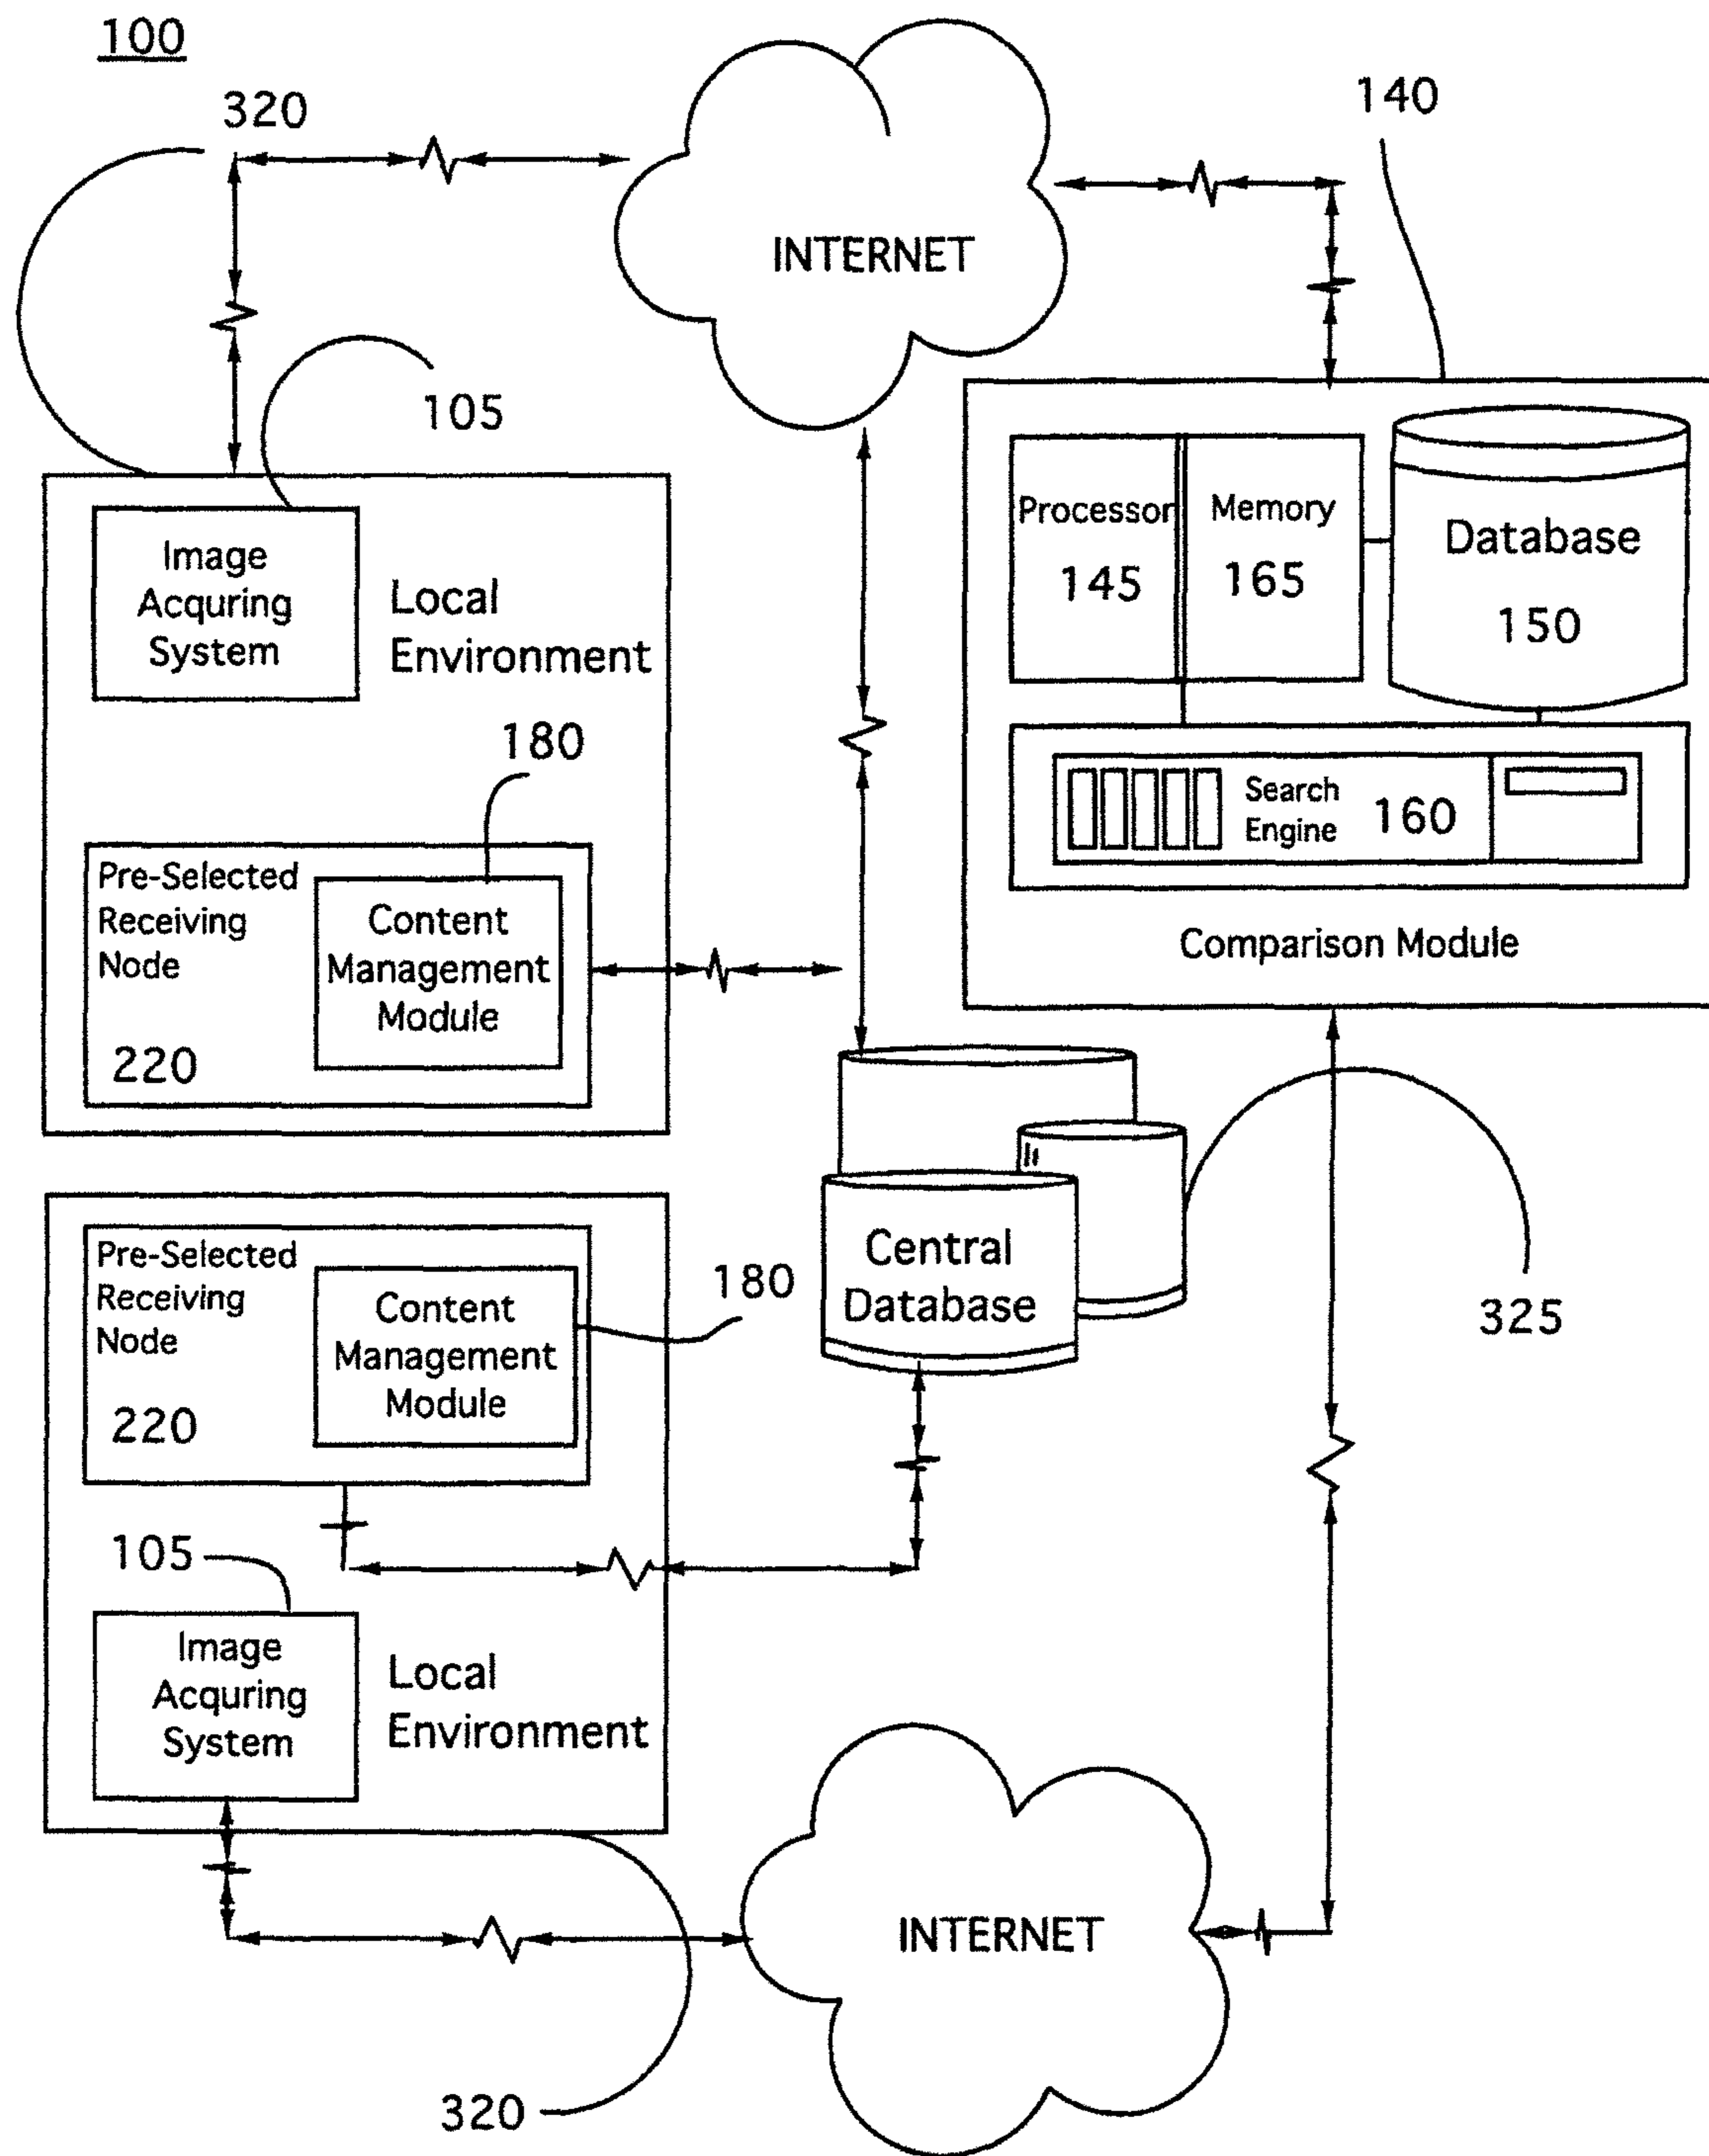 100
320
140
INTERNET
105
Image
Acquring
System
Local
Environment
Processor
145
Memory
165
Database
150
180
Search
Engine
160
Pre-Selected
Receiving
Node
220
Content
Management
Module
Comparison Module
Pre-Selected
Receiving
Node
220
Content
Management
Module
180
Central
Database
325
105
Image
Acquring
System
Local
Environment
INTERNET
320